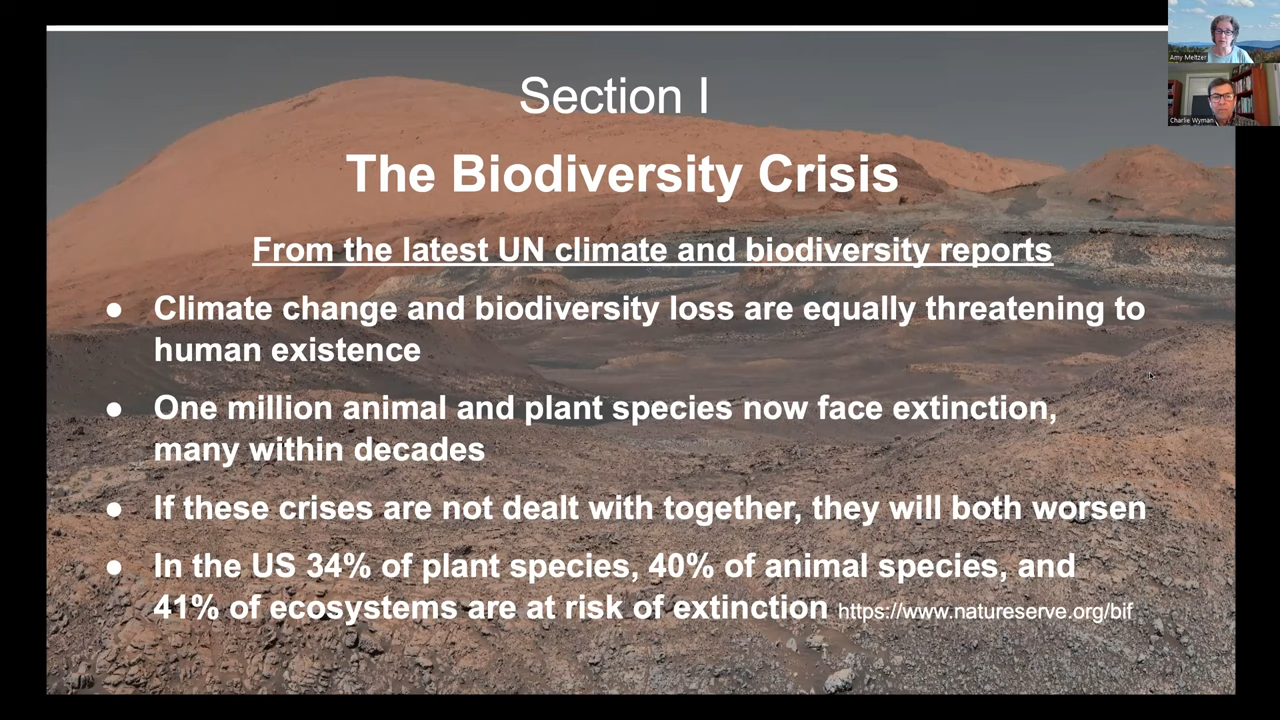 Section I
The Biodiversity Crisis
From the latest UN climate and biodiversity reports
● Climate change and biodiversity loss are equally threatening to
human existence
● One million animal and plant species now face extinction,
many within decades
● If these crises are not dealt with together, they will both worsen
● In the US 34% of plant species, 40% of animal species, and
41% of ecosystems are at risk of extinction https://www.natureserve.org/bif
Amy Meltzer
Charlie Wyman